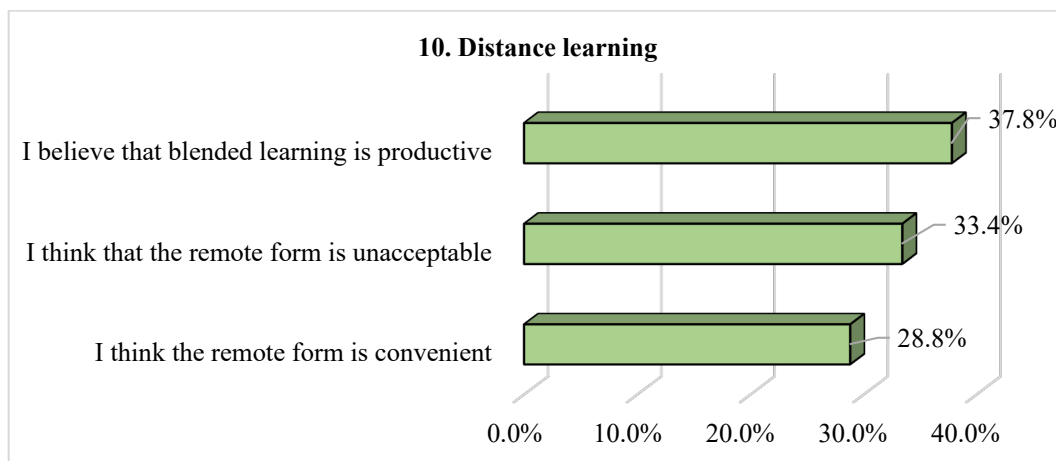 10. Distance learning
I believe that blended learning is productive
37.8%
I think that the remote form is unacceptable
33.4%
I think the remote form is convenient
28.8%
0.0% 10.0% 20.0% 30.0% 40.0%